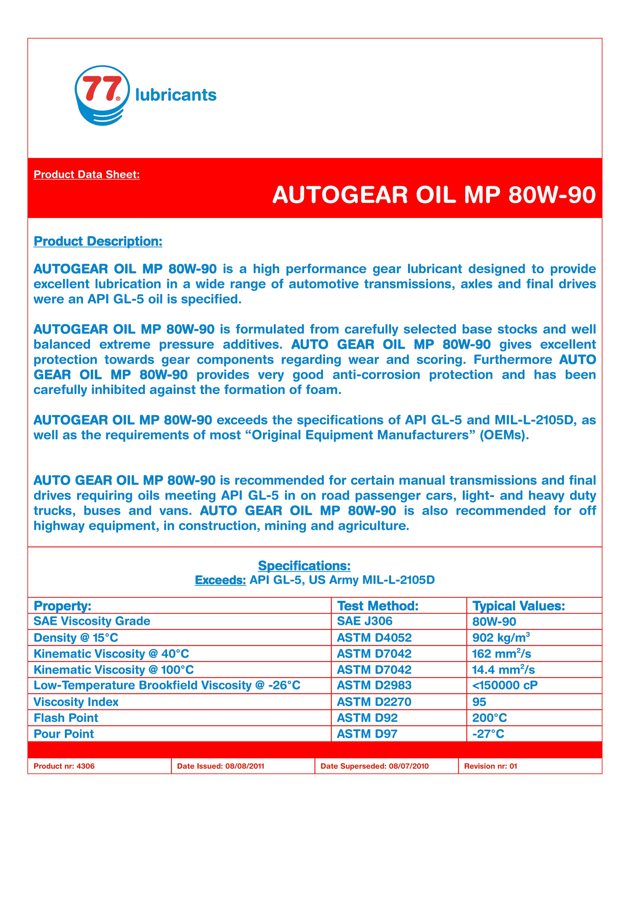 77® lubricants
Product Data Sheet:
AUTOGEAR OIL MP 80W-90
Product Description:
AUTOGEAR OIL MP 80W-90 is a high performance gear lubricant designed to provide
excellent lubrication in a wide range of automotive transmissions, axles and final drives
were an API GL-5 oil is specified.
AUTOGEAR OIL MP 80W-90 is formulated from carefully selected base stocks and well
balanced extreme pressure additives. AUTO GEAR OIL MP 80W-90 gives excellent
protection towards gear components regarding wear and scoring. Furthermore AUTO
GEAR OIL MP 80W-90 provides very good anti-corrosion protection and has been
carefully inhibited against the formation of foam.
AUTOGEAR OIL MP 80W-90 exceeds the specifications of API GL-5 and MIL-L-2105D, as
well as the requirements of most “Original Equipment Manufacturers” (OEMs).
AUTO GEAR OIL MP 80W-90 is recommended for certain manual transmissions and final
drives requiring oils meeting API GL-5 in on road passenger cars, light- and heavy duty
trucks, buses and vans. AUTO GEAR OIL MP 80W-90 is also recommended for off
highway equipment, in construction, mining and agriculture.
Specifications:
Exceeds: API GL-5, US Army MIL-L-2105D
Property: Test Method: Typical Values:
SAE Viscosity Grade SAE J306 80W-90
Density @ 15°C ASTM D4052 902 kg/m³
Kinematic Viscosity @ 40°C ASTM D7042 162 mm²/s
Kinematic Viscosity @ 100°C ASTM D7042 14.4 mm²/s
Low-Temperature Brookfield Viscosity @ -26°C ASTM D2983 <150000 cP
Viscosity Index ASTM D2270 95
Flash Point ASTM D92 200°C
Pour Point ASTM D97 -27°C
Product nr: 4306 Date Issued: 08/08/2011 Date Superseded: 08/07/2010 Revision nr: 01